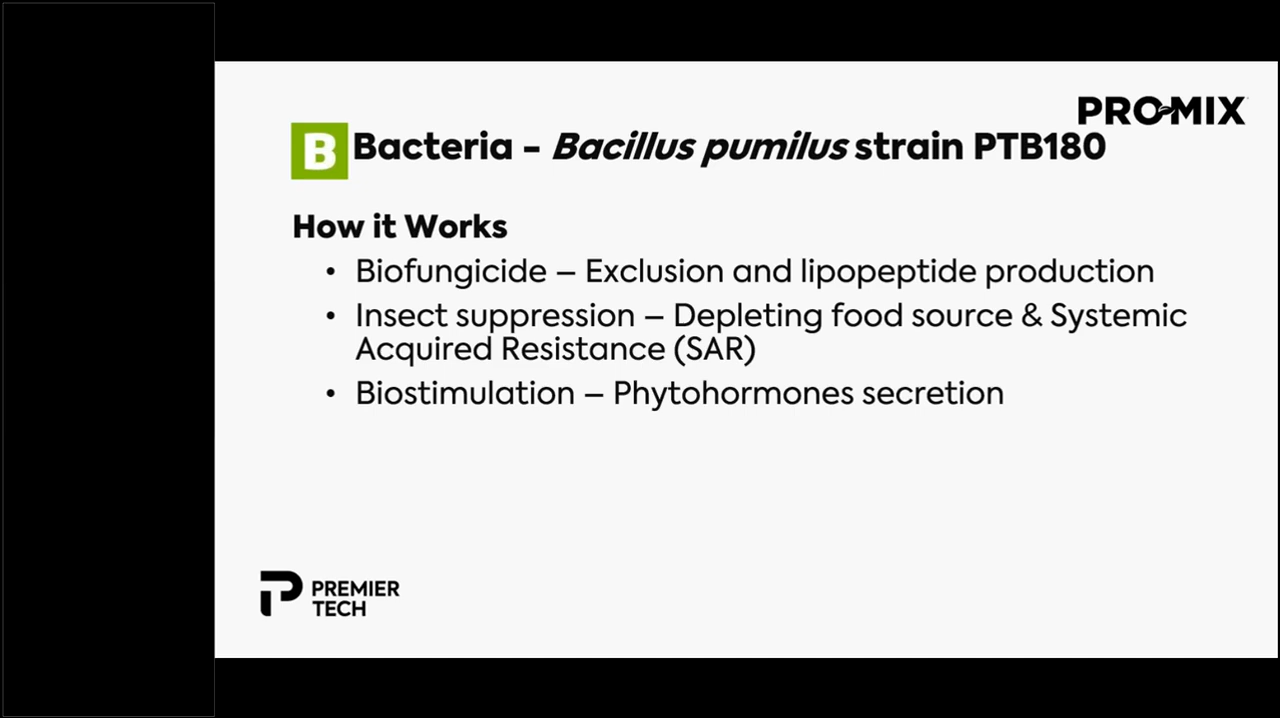 PRO-MIX
B Bacteria - Bacillus pumilus strain PTB180
How it Works
• Biofungicide – Exclusion and lipopeptide production
• Insect suppression – Depleting food source & Systemic
Acquired Resistance (SAR)
• Biostimulation – Phytohormones secretion
PREMIER
TECH